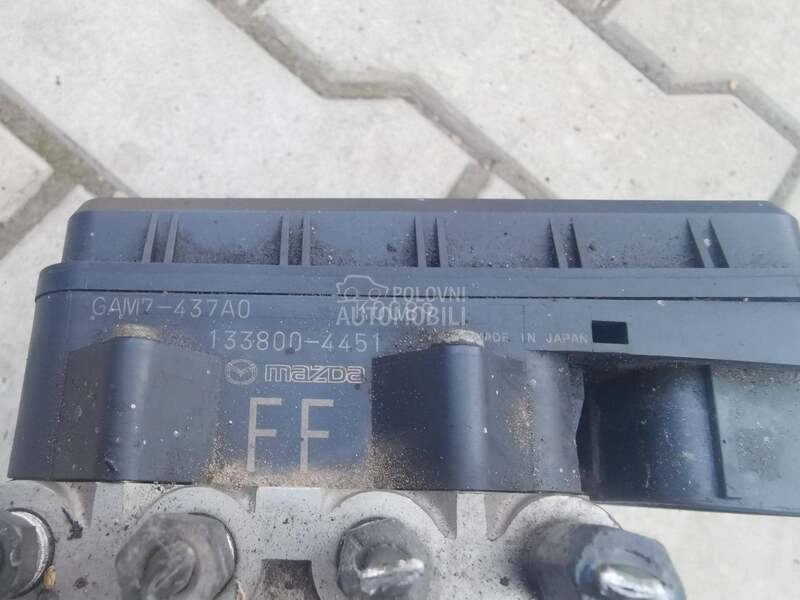 GAM7-437A0
POLOVNI
AUTOMOBILI
133800-4451
MADE IN JAPAN
mazda
FF